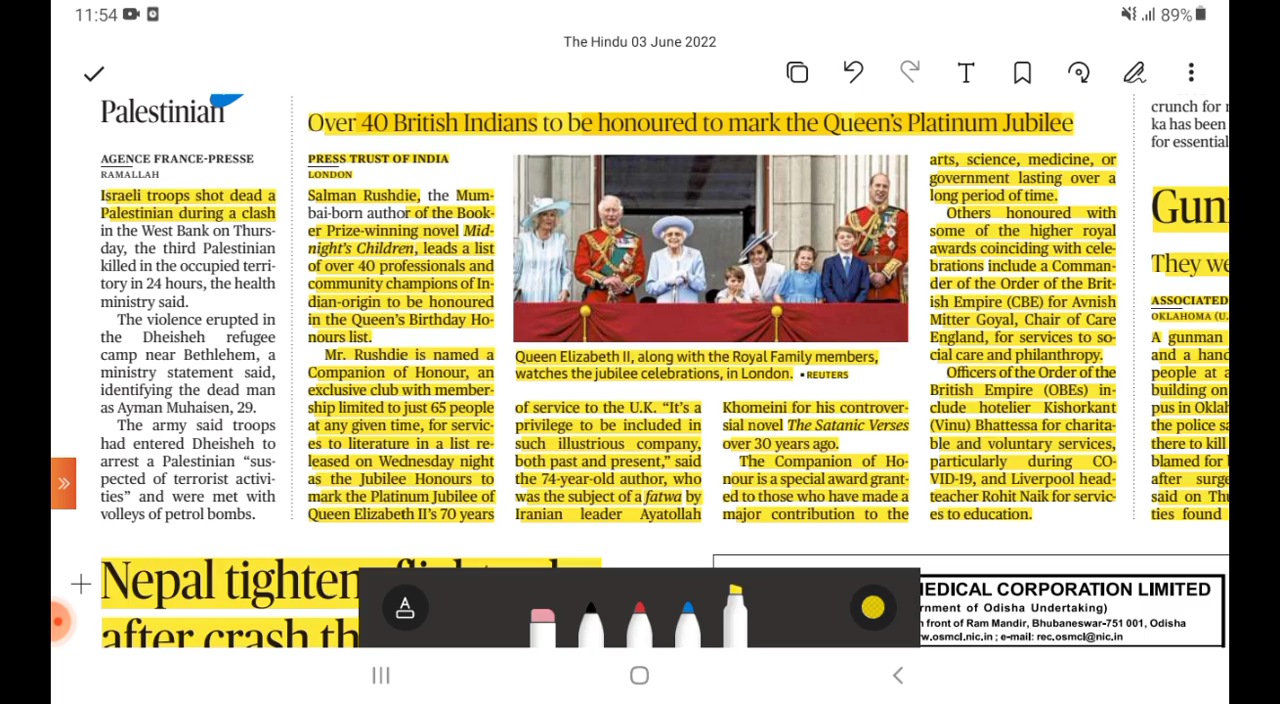 11:54
89%
The Hindu 03 June 2022
T
Palestinian
AGENCE FRANCE-PRESSE
RAMALLAH
Israeli troops shot dead a
Palestinian during a clash
in the West Bank on Thurs-
day, the third Palestinian
killed in the occupied terri-
tory in 24 hours, the health
ministry said.
The violence erupted in
the Dheisheh refugee
camp near Bethlehem, a
ministry statement said,
identifying the dead man
as Ayman Muhaisen, 29.
The army said troops
had entered Dheisheh to
arrest a Palestinian “sus-
pected of terrorist activi-
ties” and were met with
volleys of petrol bombs.
Over 40 British Indians to be honoured to mark the Queen’s Platinum Jubilee
PRESS TRUST OF INDIA
LONDON
Salman Rushdie, the Mum-
bai-born author of the Book-
er Prize-winning novel Mid-
night’s Children, leads a list
of over 40 professionals and
community champions of In-
dian-origin to be honoured
in the Queen’s Birthday Ho-
nours list.
Mr. Rushdie is named a
Companion of Honour, an
exclusive club with member-
ship limited to just 65 people
at any given time, for servic-
es to literature in a list re-
leased on Wednesday night
as the Jubilee Honours to
mark the Platinum Jubilee of
Queen Elizabeth II’s 70 years
Queen Elizabeth II, along with the Royal Family members,
watches the jubilee celebrations, in London. ▪ REUTERS
of service to the U.K. “It’s a
privilege to be included in
such illustrious company,
both past and present,” said
the 74-year-old author, who
was the subject of a fatwa by
Iranian leader Ayatollah
Khomeini for his controver-
sial novel The Satanic Verses
over 30 years ago.
The Companion of Ho-
nour is a special award grant-
ed to those who have made a
major contribution to the
arts, science, medicine, or
government lasting over a
long period of time.
Others honoured with
some of the higher royal
awards coinciding with cele-
brations include a Comman-
der of the Order of the Brit-
ish Empire (CBE) for Avnish
Mitter Goyal, Chair of Care
England, for services to so-
cial care and philanthropy.
Officers of the Order of the
British Empire (OBEs) in-
clude hotelier Kishorkant
(Vinu) Bhattessa for charita-
ble and voluntary services,
particularly during CO-
VID-19, and Liverpool head-
teacher Rohit Naik for servic-
es to education.
crunch for
ka has been
for essential
They we
ASSOCIATED
OKLAHOMA (U.
A gunman
and a hand
people at a
building on
pus in Oklah
the police sa
there to kill
blamed for
after surge
said on Thu
ties found
Nepal tighten
after crash th
MEDICAL CORPORATION LIMITED
rnment of Odisha Undertaking)
front of Ram Mandir, Bhubaneswar-751 001, Odisha
w.osmcl.nic.in ; e-mail: rec.osmcl@nic.in
A